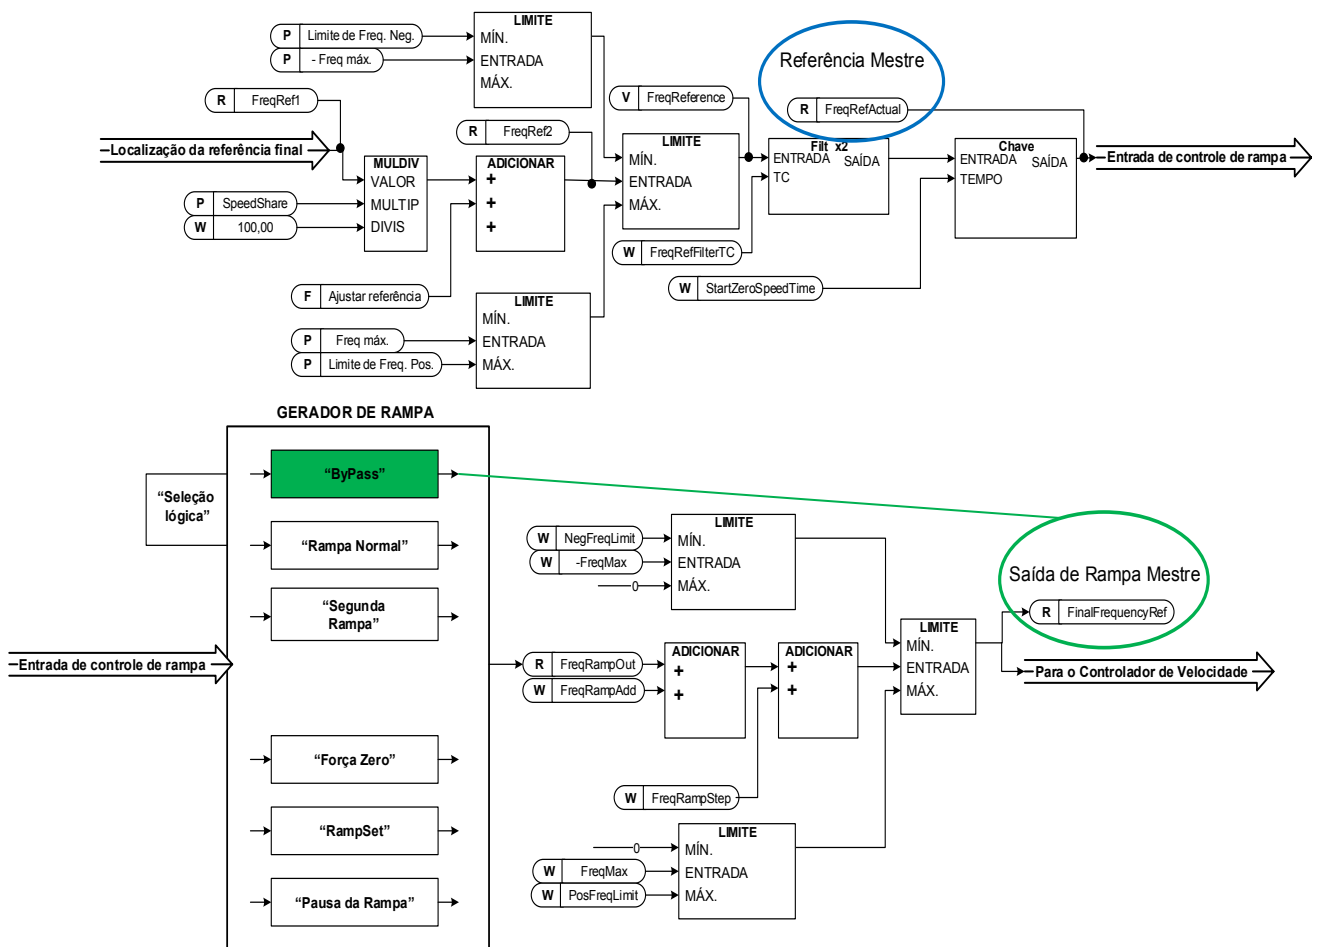 LIMITE
P Limite de Freq. Neg.
MÍN.
P - Freq máx.
ENTRADA
MÁX.
Referência Mestre
R FreqRef1
V FreqReference
R FreqRefActual
R FreqRef2
Localização da referência final
MULDIV
VALOR
MULTIP
DIVIS
ADICIONAR
+
+
+
LIMITE
MÍN.
ENTRADA
MÁX.
Filt x2
ENTRADA SAÍDA
TC
Chave
ENTRADA SAÍDA
TEMPO
Entrada de controle de rampa
P SpeedShare
W 100,00
W FreqRefFilterTC
W StartZeroSpeedTime
F Ajustar referência
LIMITE
MÍN.
P Freq máx.
ENTRADA
P Limite de Freq. Pos.
MÁX.
GERADOR DE RAMPA
“Seleção
lógica”
“ByPass”
“Rampa Normal”
“Segunda
Rampa”
Entrada de controle de rampa
“Força Zero”
“RampSet”
“Pausa da Rampa”
LIMITE
W NegFreqLimit
MÍN.
W -FreqMax
ENTRADA
0
MÁX.
Saída de Rampa Mestre
R FinalFrequencyRef
R FreqRampOut
W FreqRampAdd
ADICIONAR
+
+
ADICIONAR
+
+
LIMITE
MÍN.
ENTRADA
MÁX.
Para o Controlador de Velocidade
W FreqRampStep
LIMITE
0
MÍN.
W FreqMax
ENTRADA
W PosFreqLimit
MÁX.